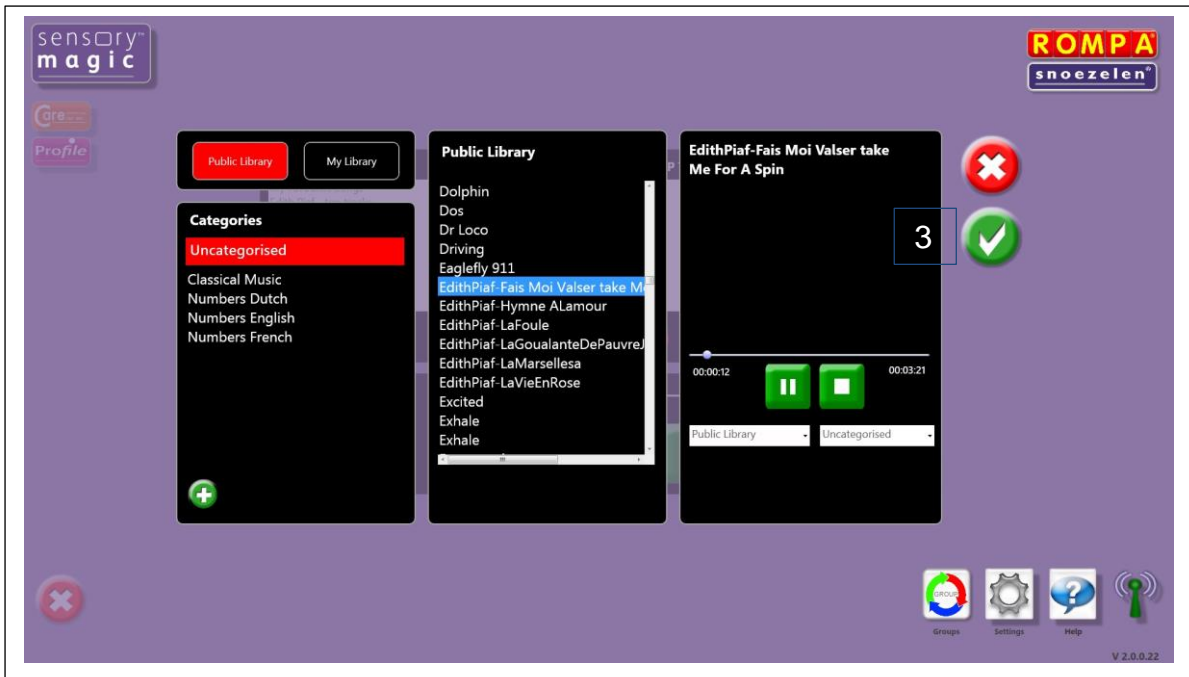 sensory™
magic
ROMPA®
snoezelen®
Care
Profile
Public Library
My Library
Categories
Uncategorised
Classical Music
Numbers Dutch
Numbers English
Numbers French
Public Library
Dolphin
Dos
Dr Loco
Driving
Eaglefly 911
EdithPiaf-Fais Moi Valser take Me
EdithPiaf-Hymne ALamour
EdithPiaf-LaFoule
EdithPiaf-LaGoualanteDePauvreJ
EdithPiaf-LaMarsellesa
EdithPiaf-LaVieEnRose
Excited
Exhale
Exhale
EdithPiaf-Fais Moi Valser take
Me For A Spin
00:00:12
00:03:21
Public Library
Uncategorised
3
GROUP
Groups
Settings
Help
V 2.0.0.22